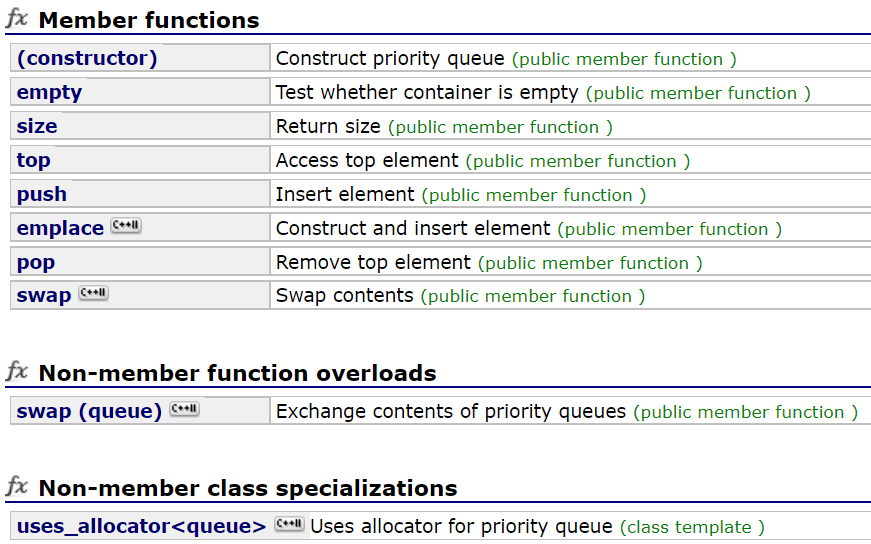 fx Member functions
(constructor) Construct priority queue (public member function )
empty Test whether container is empty (public member function )
size Return size (public member function )
top Access top element (public member function )
push Insert element (public member function )
emplace C++11 Construct and insert element (public member function )
pop Remove top element (public member function )
swap C++11 Swap contents (public member function )
fx Non-member function overloads
swap (queue) C++11 Exchange contents of priority queues (public member function )
fx Non-member class specializations
uses_allocator<queue> C++11 Uses allocator for priority queue (class template )